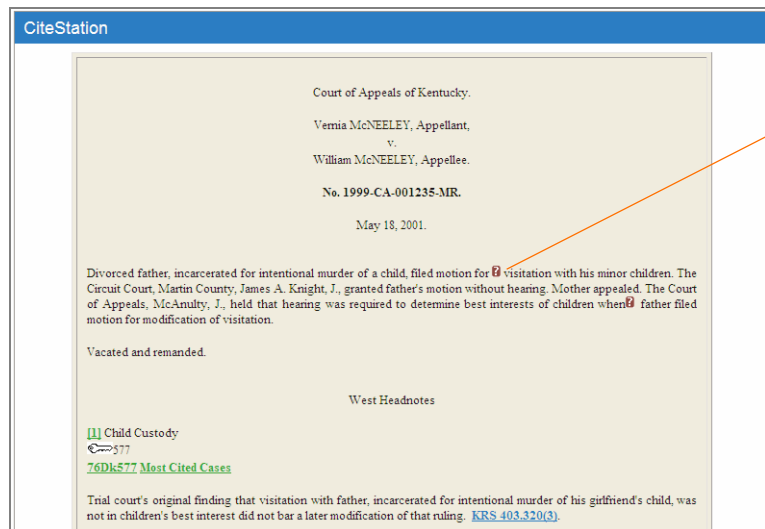 CiteStation
Court of Appeals of Kentucky.
Vernia McNEELEY, Appellant,
v.
William McNEELEY, Appellee.
No. 1999-CA-001235-MR.
May 18, 2001.
Divorced father, incarcerated for intentional murder of a child, filed motion for ? visitation with his minor children. The
Circuit Court, Martin County, James A. Knight, J., granted father's motion without hearing. Mother appealed. The Court
of Appeals, McAnulty, J., held that hearing was required to determine best interests of children when? father filed
motion for modification of visitation.
Vacated and remanded.
West Headnotes
[1] Child Custody
577
76Dk577 Most Cited Cases
Trial court's original finding that visitation with father, incarcerated for intentional murder of his girlfriend's child, was
not in children's best interest did not bar a later modification of that ruling. KRS 403.320(3).